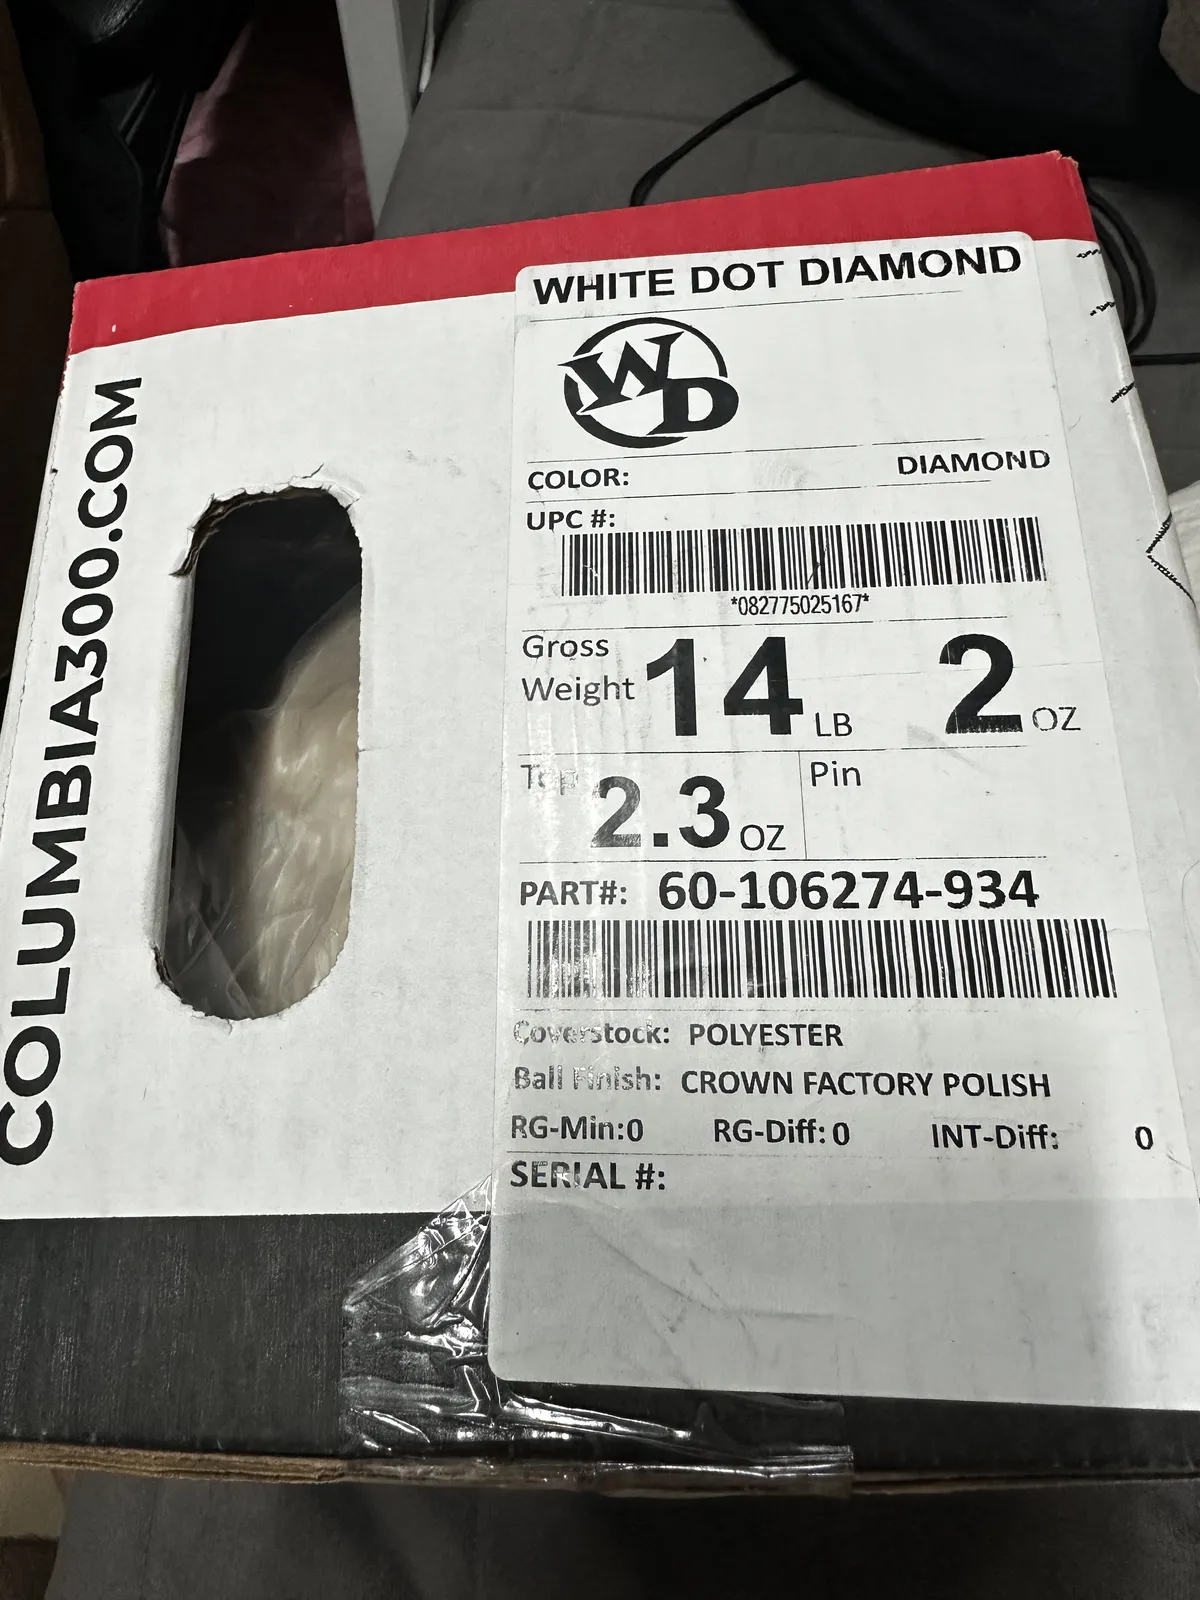 COLUMBIA300.COM
WHITE DOT DIAMOND
WD
COLOR: DIAMOND
UPC #:
*082775025167*
Gross
Weight 14 LB 2 OZ
Top 2.3 OZ Pin
PART#: 60-106274-934
Coverstock: POLYESTER
Ball Finish: CROWN FACTORY POLISH
RG-Min:0 RG-Diff: 0 INT-Diff: 0
SERIAL #: